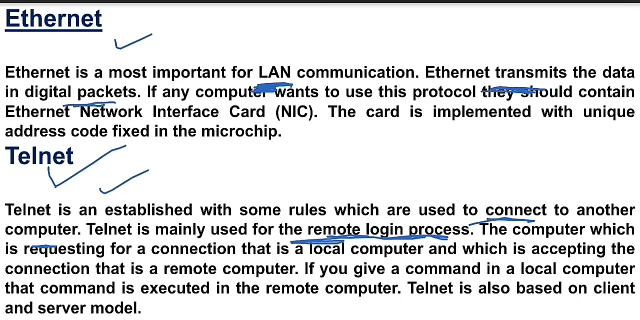 Ethernet
Ethernet is a most important for LAN communication. Ethernet transmits the data
in digital packets. If any computer wants to use this protocol they should contain
Ethernet Network Interface Card (NIC). The card is implemented with unique
address code fixed in the microchip.
Telnet
Telnet is an established with some rules which are used to connect to another
computer. Telnet is mainly used for the remote login process. The computer which
is requesting for a connection that is a local computer and which is accepting the
connection that is a remote computer. If you give a command in a local computer
that command is executed in the remote computer. Telnet is also based on client
and server model.